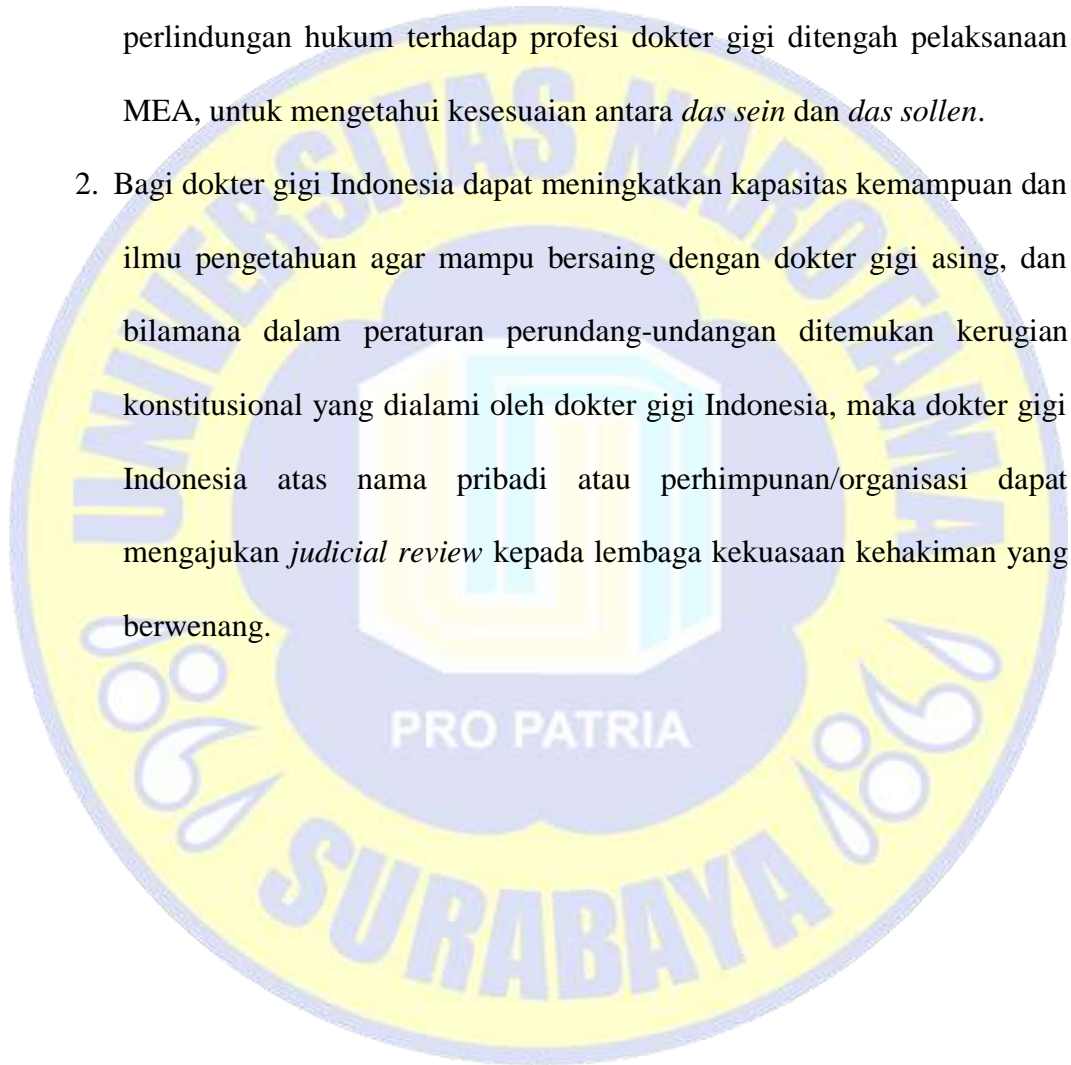 perlindungan hukum terhadap profesi dokter gigi ditengah pelaksanaan
MEA, untuk mengetahui kesesuaian antara das sein dan das sollen.
2. Bagi dokter gigi Indonesia dapat meningkatkan kapasitas kemampuan dan
ilmu pengetahuan agar mampu bersaing dengan dokter gigi asing, dan
bilamana dalam peraturan perundang-undangan ditemukan kerugian
konstitusional yang dialami oleh dokter gigi Indonesia, maka dokter gigi
Indonesia atas nama pribadi atau perhimpunan/organisasi dapat
mengajukan judicial review kepada lembaga kekuasaan kehakiman yang
berwenang.
UNIVERSITAS NAROTAMA
PRO PATRIA
SURABAYA